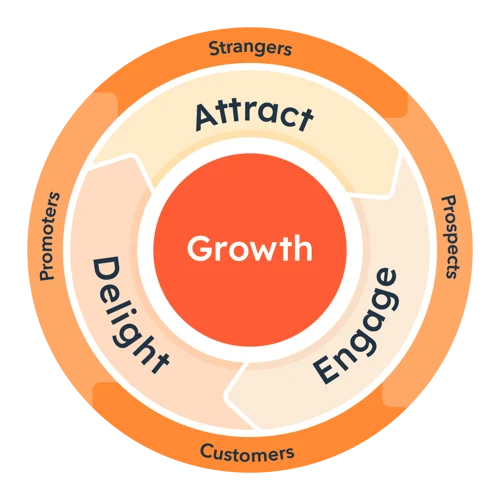 Strangers
Attract
Prospects
Engage
Customers
Delight
Promoters
Growth